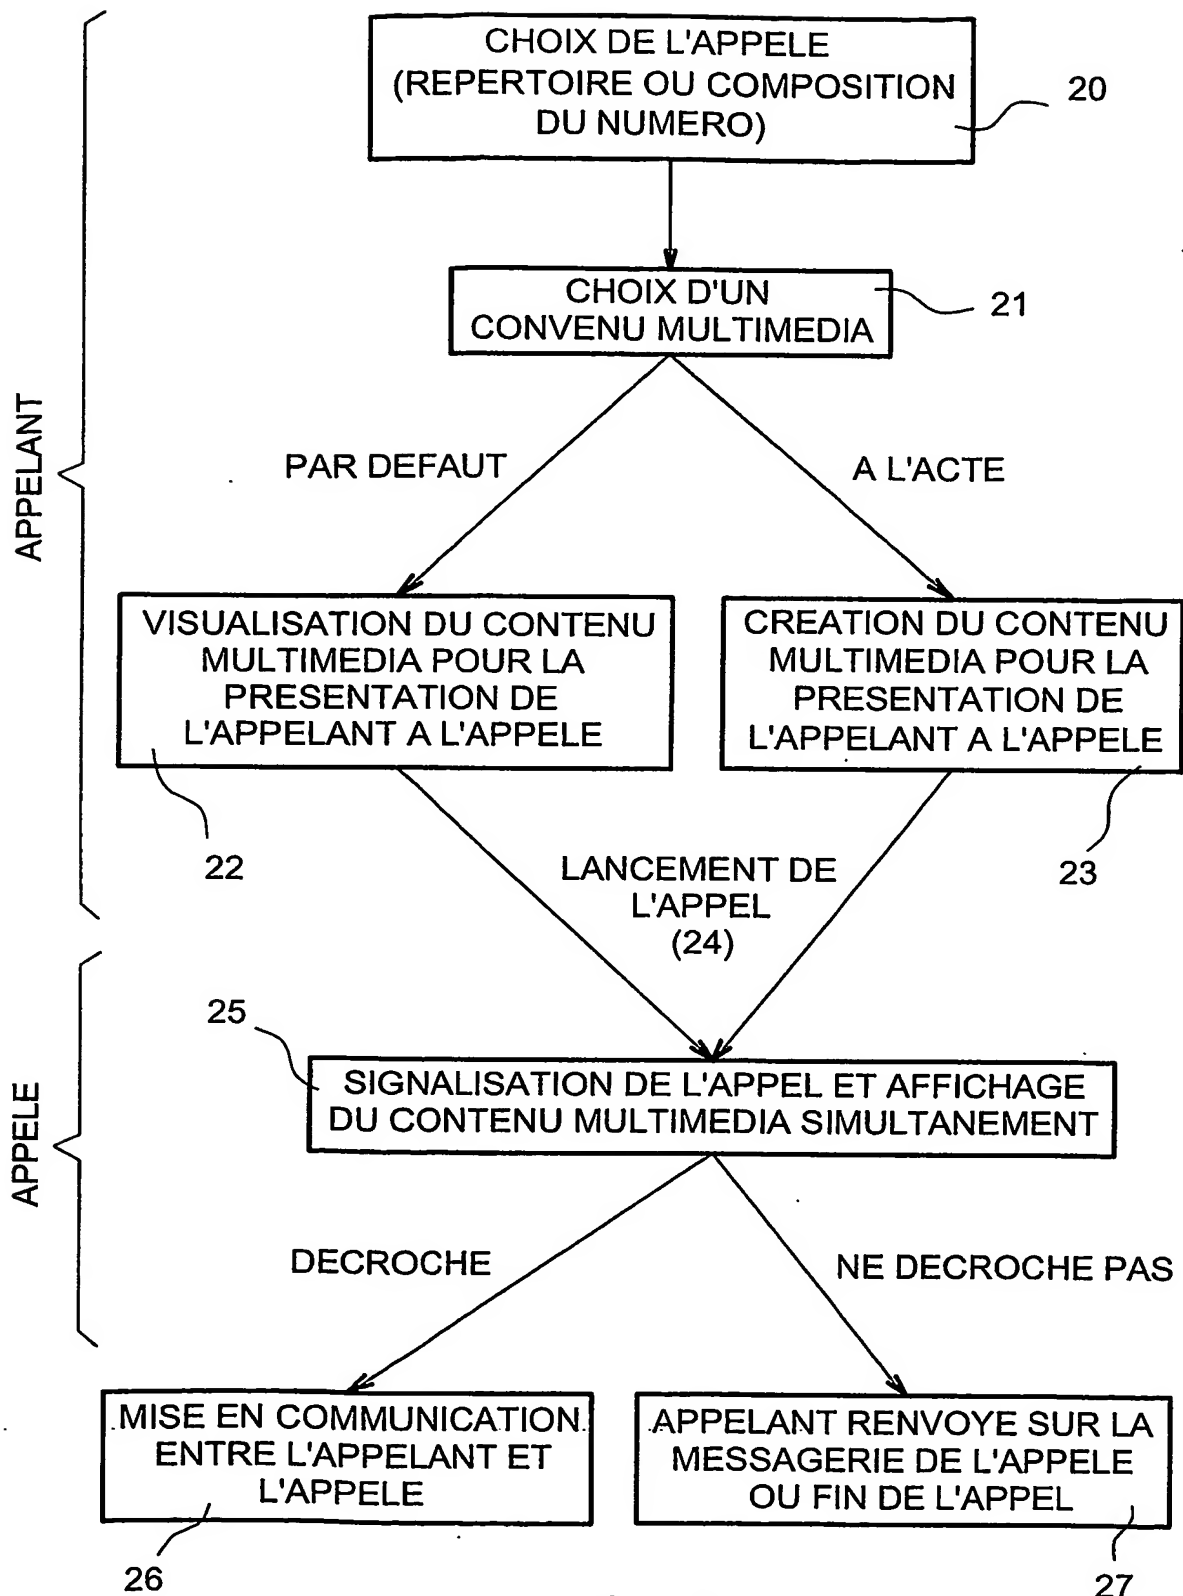 CHOIX DE L'APPELE
(REPERTOIRE OU COMPOSITION
DU NUMERO)
20
CHOIX D'UN
CONVENU MULTIMEDIA
21
APPELANT
PAR DEFAUT
A L'ACTE
VISUALISATION DU CONTENU
MULTIMEDIA POUR LA
PRESENTATION DE
L'APPELANT A L'APPELE
CREATION DU CONTENU
MULTIMEDIA POUR LA
PRESENTATION DE
L'APPELANT A L'APPELE
22
23
LANCEMENT DE
L'APPEL
(24)
25
SIGNALISATION DE L'APPEL ET AFFICHAGE
DU CONTENU MULTIMEDIA SIMULTANEMENT
APPELE
DECROCHE
NE DECROCHE PAS
MISE EN COMMUNICATION
ENTRE L'APPELANT ET
L'APPELE
APPELANT RENVOYE SUR LA
MESSAGERIE DE L'APPELE
OU FIN DE L'APPEL
26
27